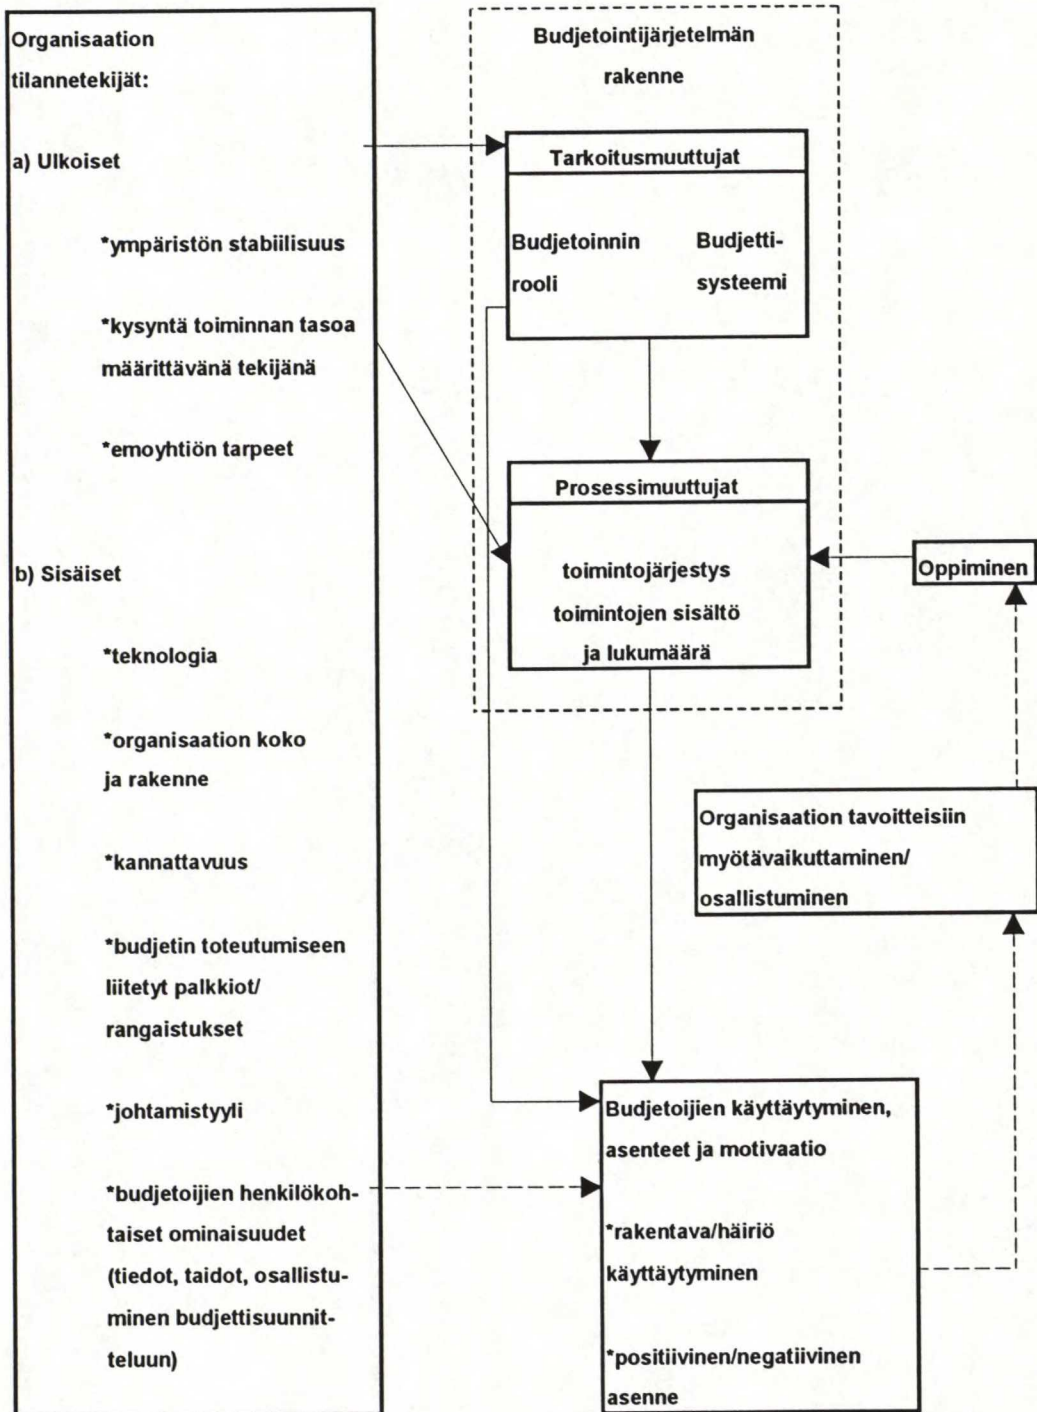 Organisaation
tilannetekijät:
a) Ulkoiset
*ympäristön stabiilisuus
*kysyntä toiminnan tasoa
määrittävänä tekijänä
*emoyhtiön tarpeet
b) Sisäiset
*teknologia
*organisaation koko
ja rakenne
*kannattavuus
*budjetin toteutumiseen
liitetyt palkkiot/
rangaistukset
*johtamistyyli
*budjetoijien henkilökoh-
taiset ominaisuudet
(tiedot, taidot, osallistu-
minen budjettisuunnit-
teluun)
Budjetointijärjetelmän
rakenne
Tarkoitusmuuttujat
Budjetoinnin
rooli
Budjetti-
systeemi
Prosessimuuttujat
toimintojärjestys
toimintojen sisältö
ja lukumäärä
Oppiminen
Organisaation tavoitteisiin
myötävaikuttaminen/
osallistuminen
Budjetoijien käyttäytyminen,
asenteet ja motivaatio
*rakentava/häiriö
käyttäytyminen
*positiivinen/negatiivinen
asenne